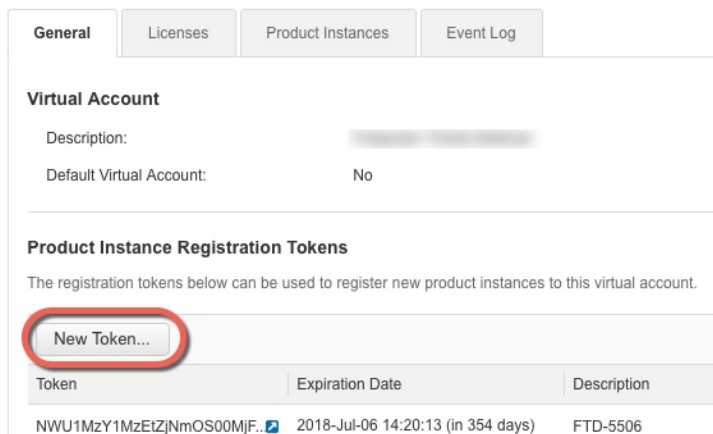 General Licenses Product Instances Event Log
Virtual Account
Description:
Default Virtual Account: No
Product Instance Registration Tokens
The registration tokens below can be used to register new product instances to this virtual account.
New Token...
Token Expiration Date Description
NWU1MzY1MzEtZjNmOS00MjF.. 2018-Jul-06 14:20:13 (in 354 days) FTD-5506